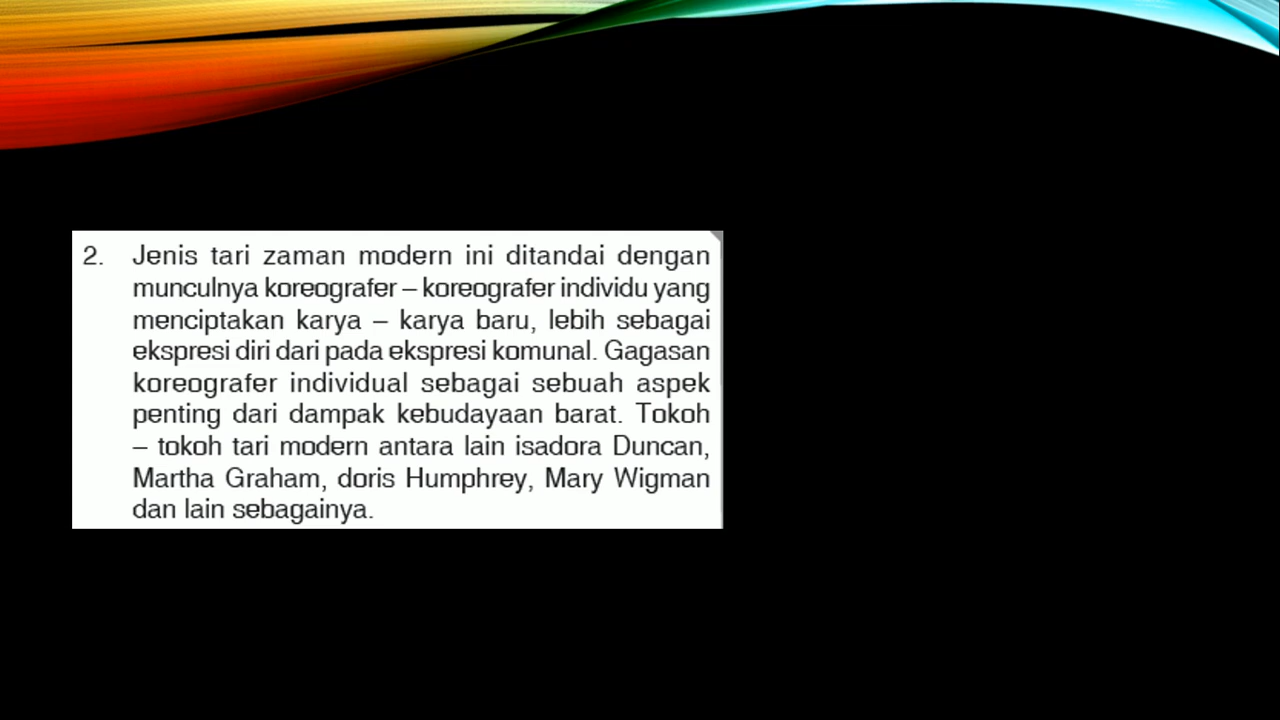 2. Jenis tari zaman modern ini ditandai dengan
munculnya koreografer – koreografer individu yang
menciptakan karya – karya baru, lebih sebagai
ekspresi diri dari pada ekspresi komunal. Gagasan
koreografer individual sebagai sebuah aspek
penting dari dampak kebudayaan barat. Tokoh
– tokoh tari modern antara lain isadora Duncan,
Martha Graham, doris Humphrey, Mary Wigman
dan lain sebagainya.